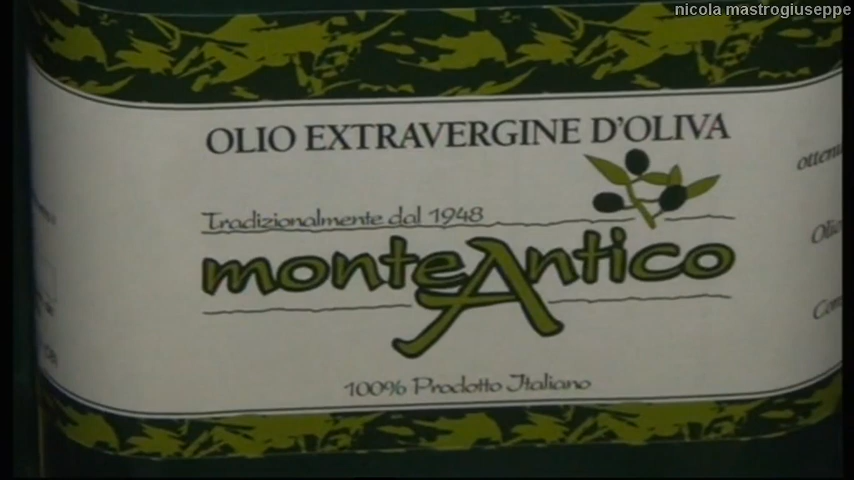 nicola mastrogiuseppe
OLIO EXTRAVERGINE D'OLIVA
Tradizionalmente dal 1948
monteAntico
100% Prodotto Italiano